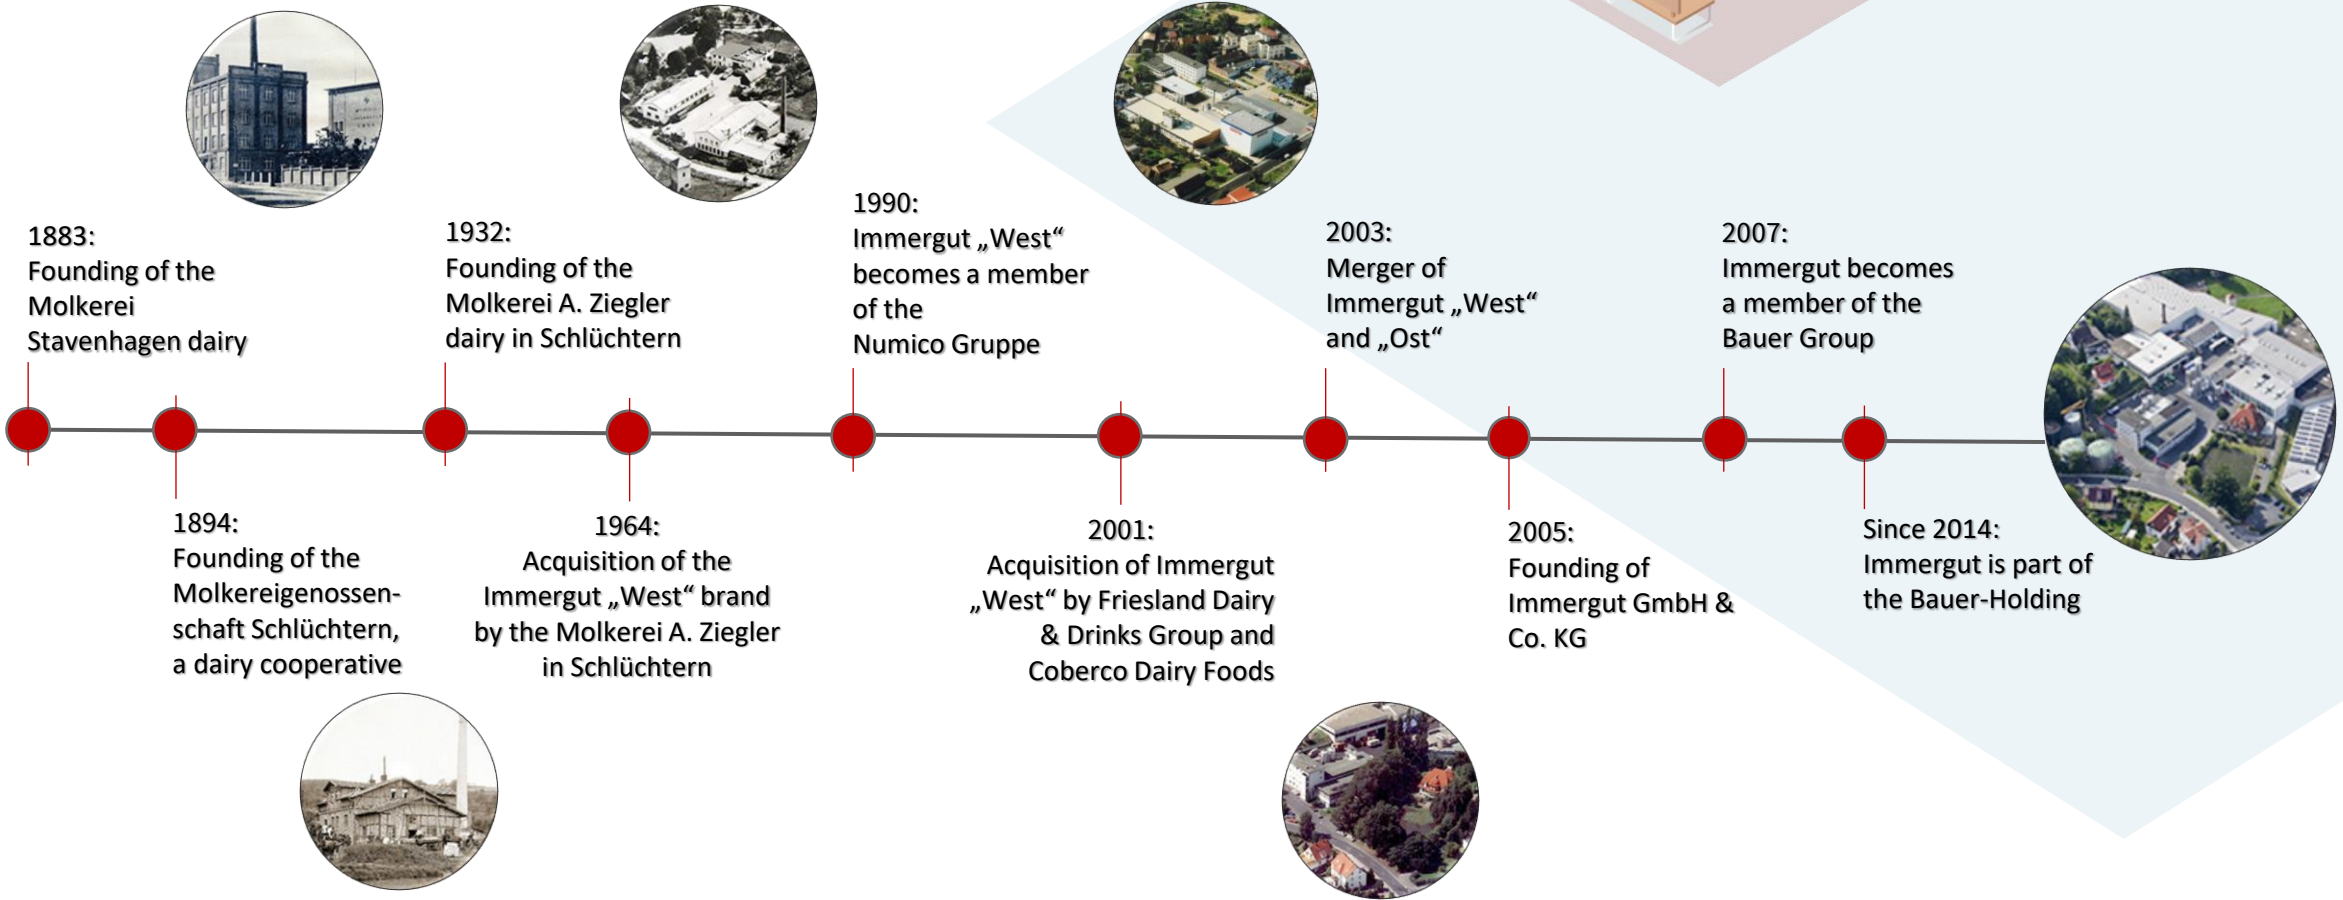 1883:
Founding of the
Molkerei
Stavenhagen dairy
1894:
Founding of the
Molkereigenossen-
schaft Schlüchtern,
a dairy cooperative
1932:
Founding of the
Molkerei A. Ziegler
dairy in Schlüchtern
1964:
Acquisition of the
Immergut „West“ brand
by the Molkerei A. Ziegler
in Schlüchtern
1990:
Immergut „West“
becomes a member
of the
Numico Gruppe
2001:
Acquisition of Immergut
„West“ by Friesland Dairy
& Drinks Group and
Coberco Dairy Foods
2003:
Merger of
Immergut „West“
and „Ost“
2005:
Founding of
Immergut GmbH &
Co. KG
2007:
Immergut becomes
a member of the
Bauer Group
Since 2014:
Immergut is part of
the Bauer-Holding